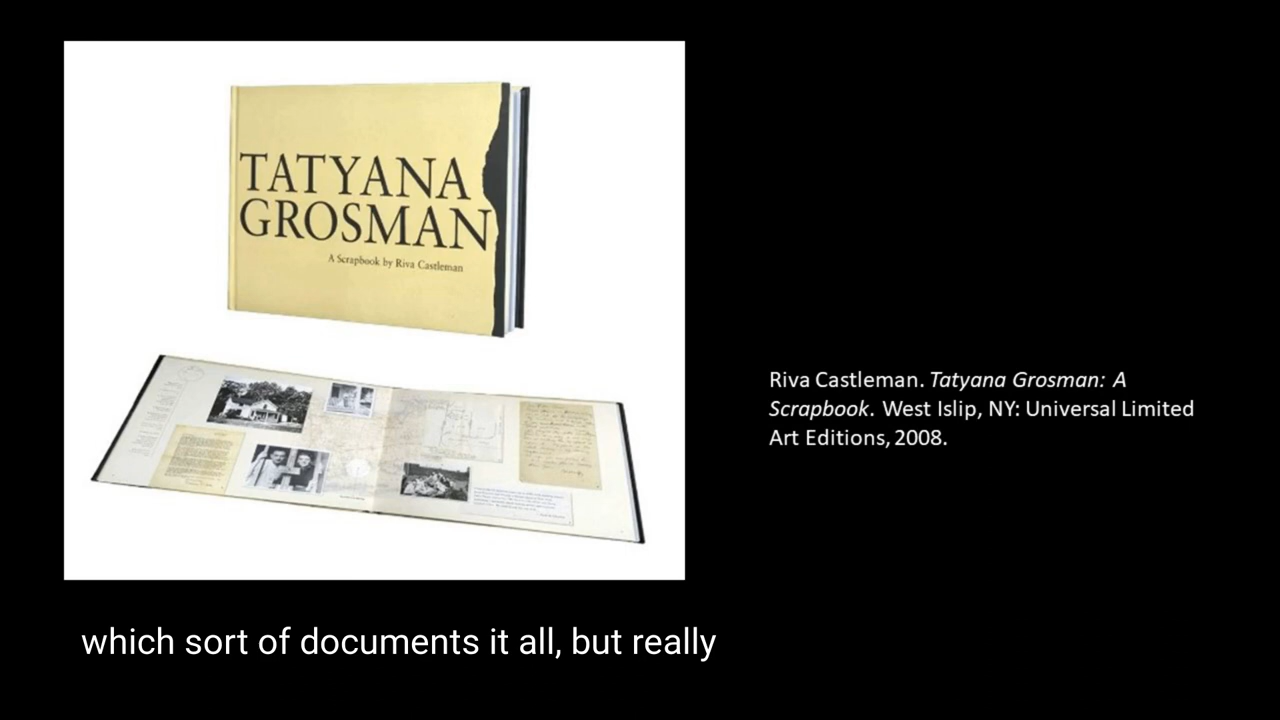 TATYANA
GROSMAN
A Scrapbook by Riva Castleman
Riva Castleman. Tatyana Grosman: A
Scrapbook. West Islip, NY: Universal Limited
Art Editions, 2008.
which sort of documents it all, but really